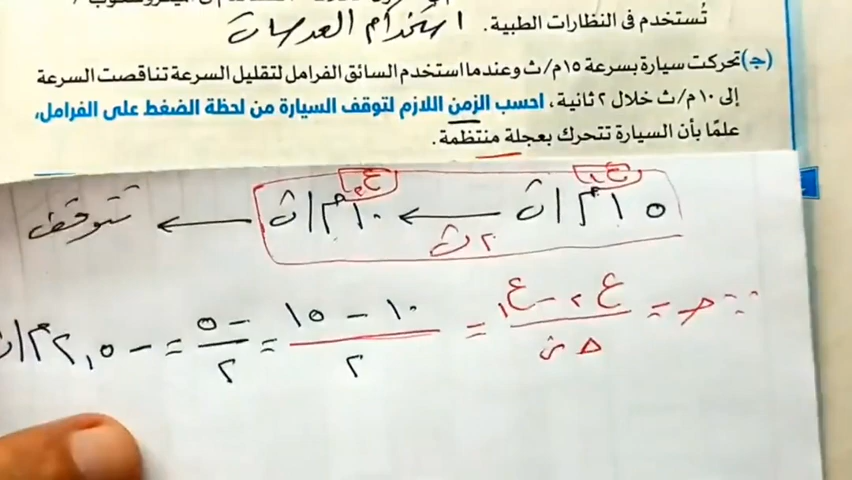 تُستخدم فى النظارات الطبية. استخدام العدسات
(ج) تحركت سيارة بسرعة ١٥م/ث وعندما استخدم السائق الفرامل لتقليل السرعة تناقصت السرعة
إلى ١٠م/ث خلال ٢ ثانية، احسب الزمن اللازم لتوقف السيارة من لحظة الضغط على الفرامل،
علمًا بأن السيارة تتحرك بعجلة منتظمة.
ع١ ع٢
١٥م/ث ← ١٠م/ث ← تتوقف
٢ث
∵ جـ = ع٢ - ع١ / Δز = ١٠ - ١٥ / ٢ = -٥ / ٢ = -٢,٥م/ث